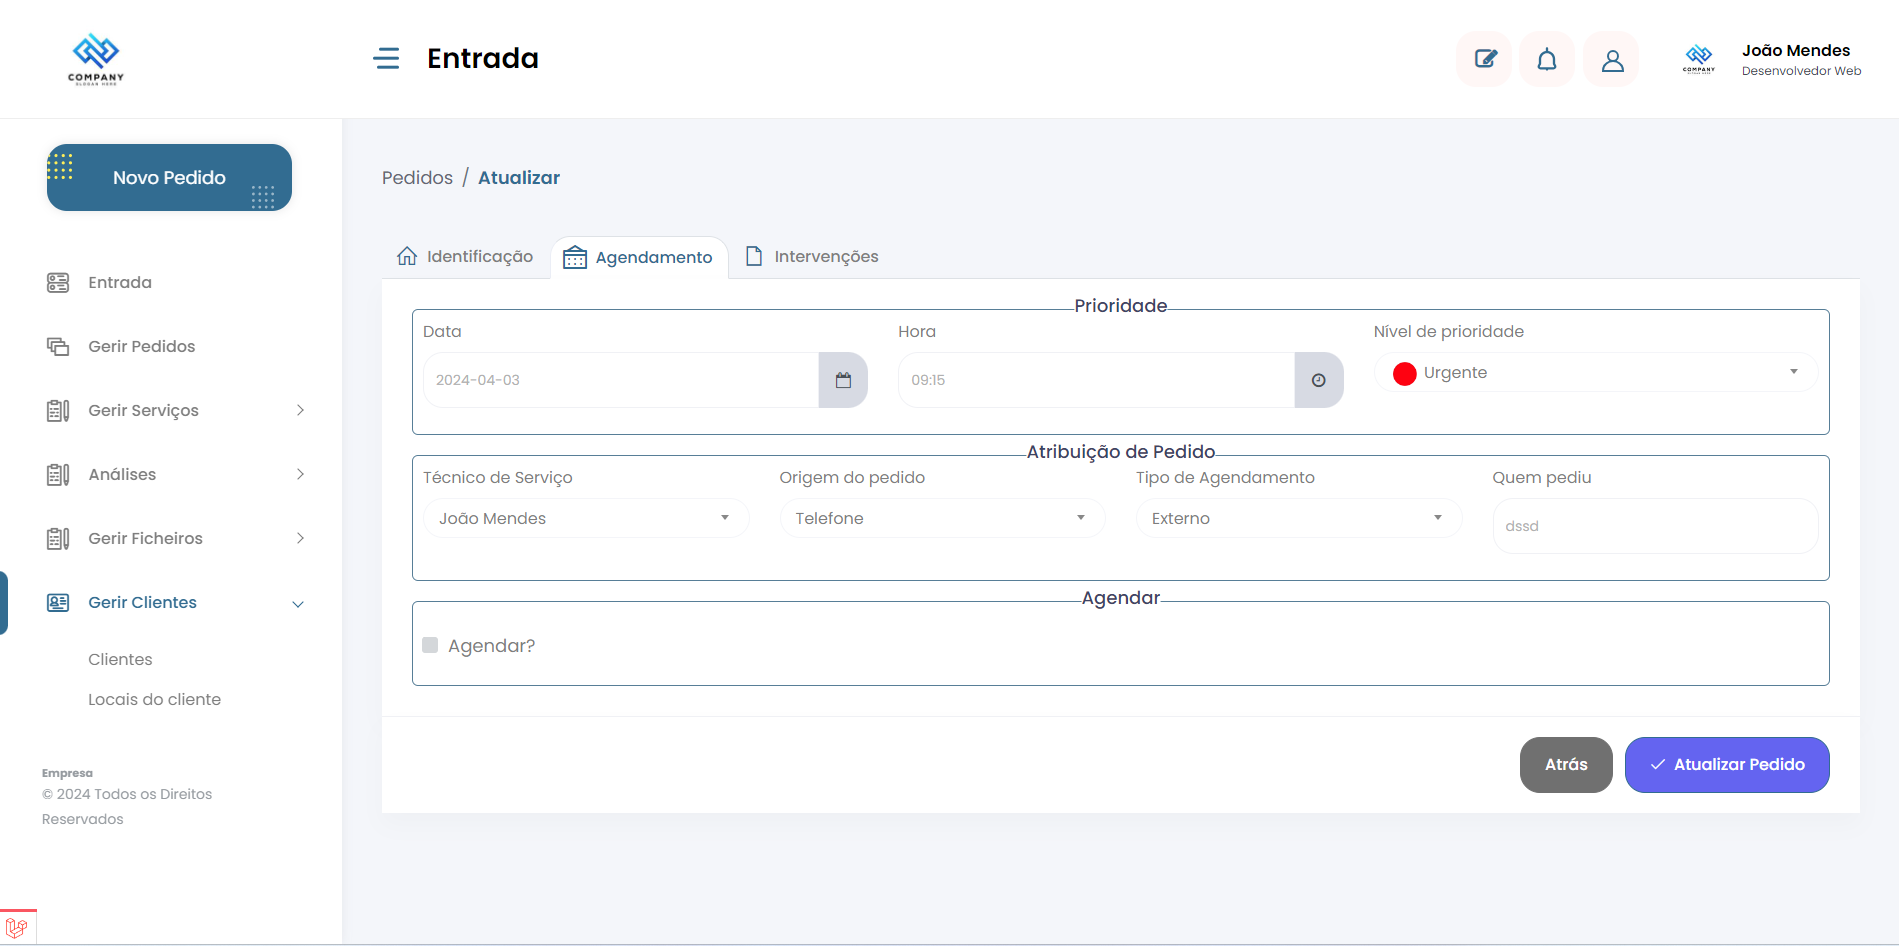 COMPANY
Entrada
COMPANY
João Mendes
Desenvolvedor Web
Novo Pedido
Entrada
Gerir Pedidos
Gerir Serviços
Análises
Gerir Ficheiros
Gerir Clientes
Clientes
Locais do cliente
Empresa
© 2024 Todos os Direitos
Reservados
Pedidos / Atualizar
Identificação
Agendamento
Intervenções
Prioridade
Data
Hora
Nível de prioridade
2024-04-03
09:15
Urgente
Atribuição de Pedido
Técnico de Serviço
Origem do pedido
Tipo de Agendamento
Quem pediu
João Mendes
Telefone
Externo
dssd
Agendar
Agendar?
Atrás
Atualizar Pedido